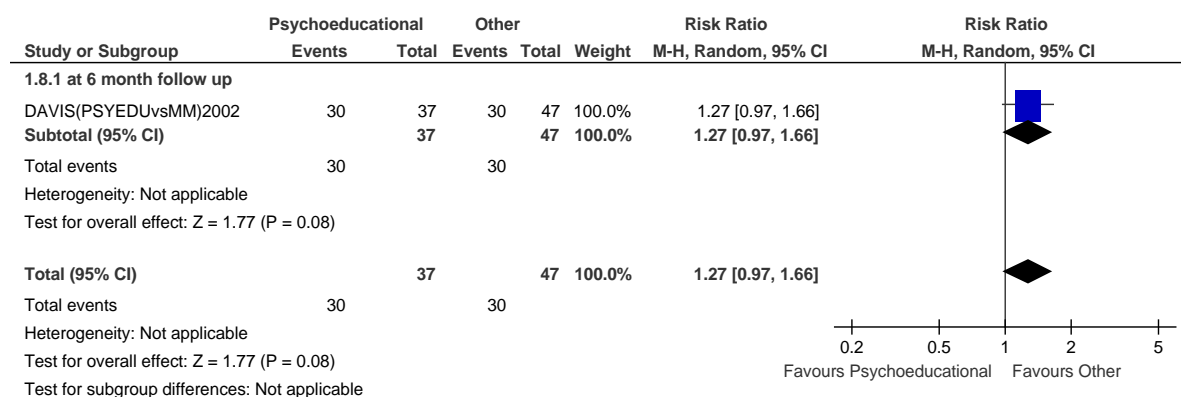 Psychoeducational Other Risk Ratio Risk Ratio
Study or Subgroup Events Total Events Total Weight M-H, Random, 95% CI M-H, Random, 95% CI
1.8.1 at 6 month follow up
DAVIS(PSYEDUvsMM)2002 30 37 30 47 100.0% 1.27 [0.97, 1.66]
Subtotal (95% CI) 37 47 100.0% 1.27 [0.97, 1.66]
Total events 30 30
Heterogeneity: Not applicable
Test for overall effect: Z = 1.77 (P = 0.08)
Total (95% CI) 37 47 100.0% 1.27 [0.97, 1.66]
Total events 30 30
Heterogeneity: Not applicable
Test for overall effect: Z = 1.77 (P = 0.08)
Test for subgroup differences: Not applicable
0.2 0.5 1 2 5
Favours Psychoeducational Favours Other